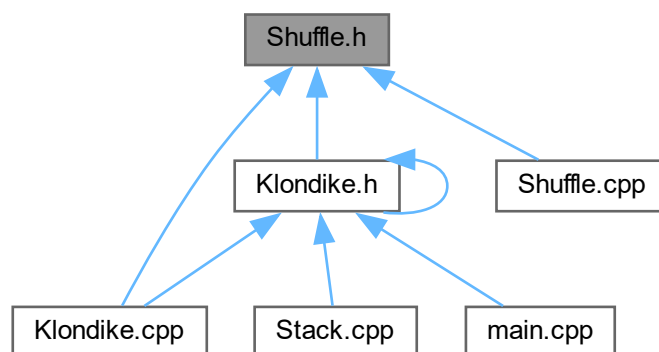 Shuffle.h
Klondike.h
Shuffle.cpp
Klondike.cpp
Stack.cpp
main.cpp